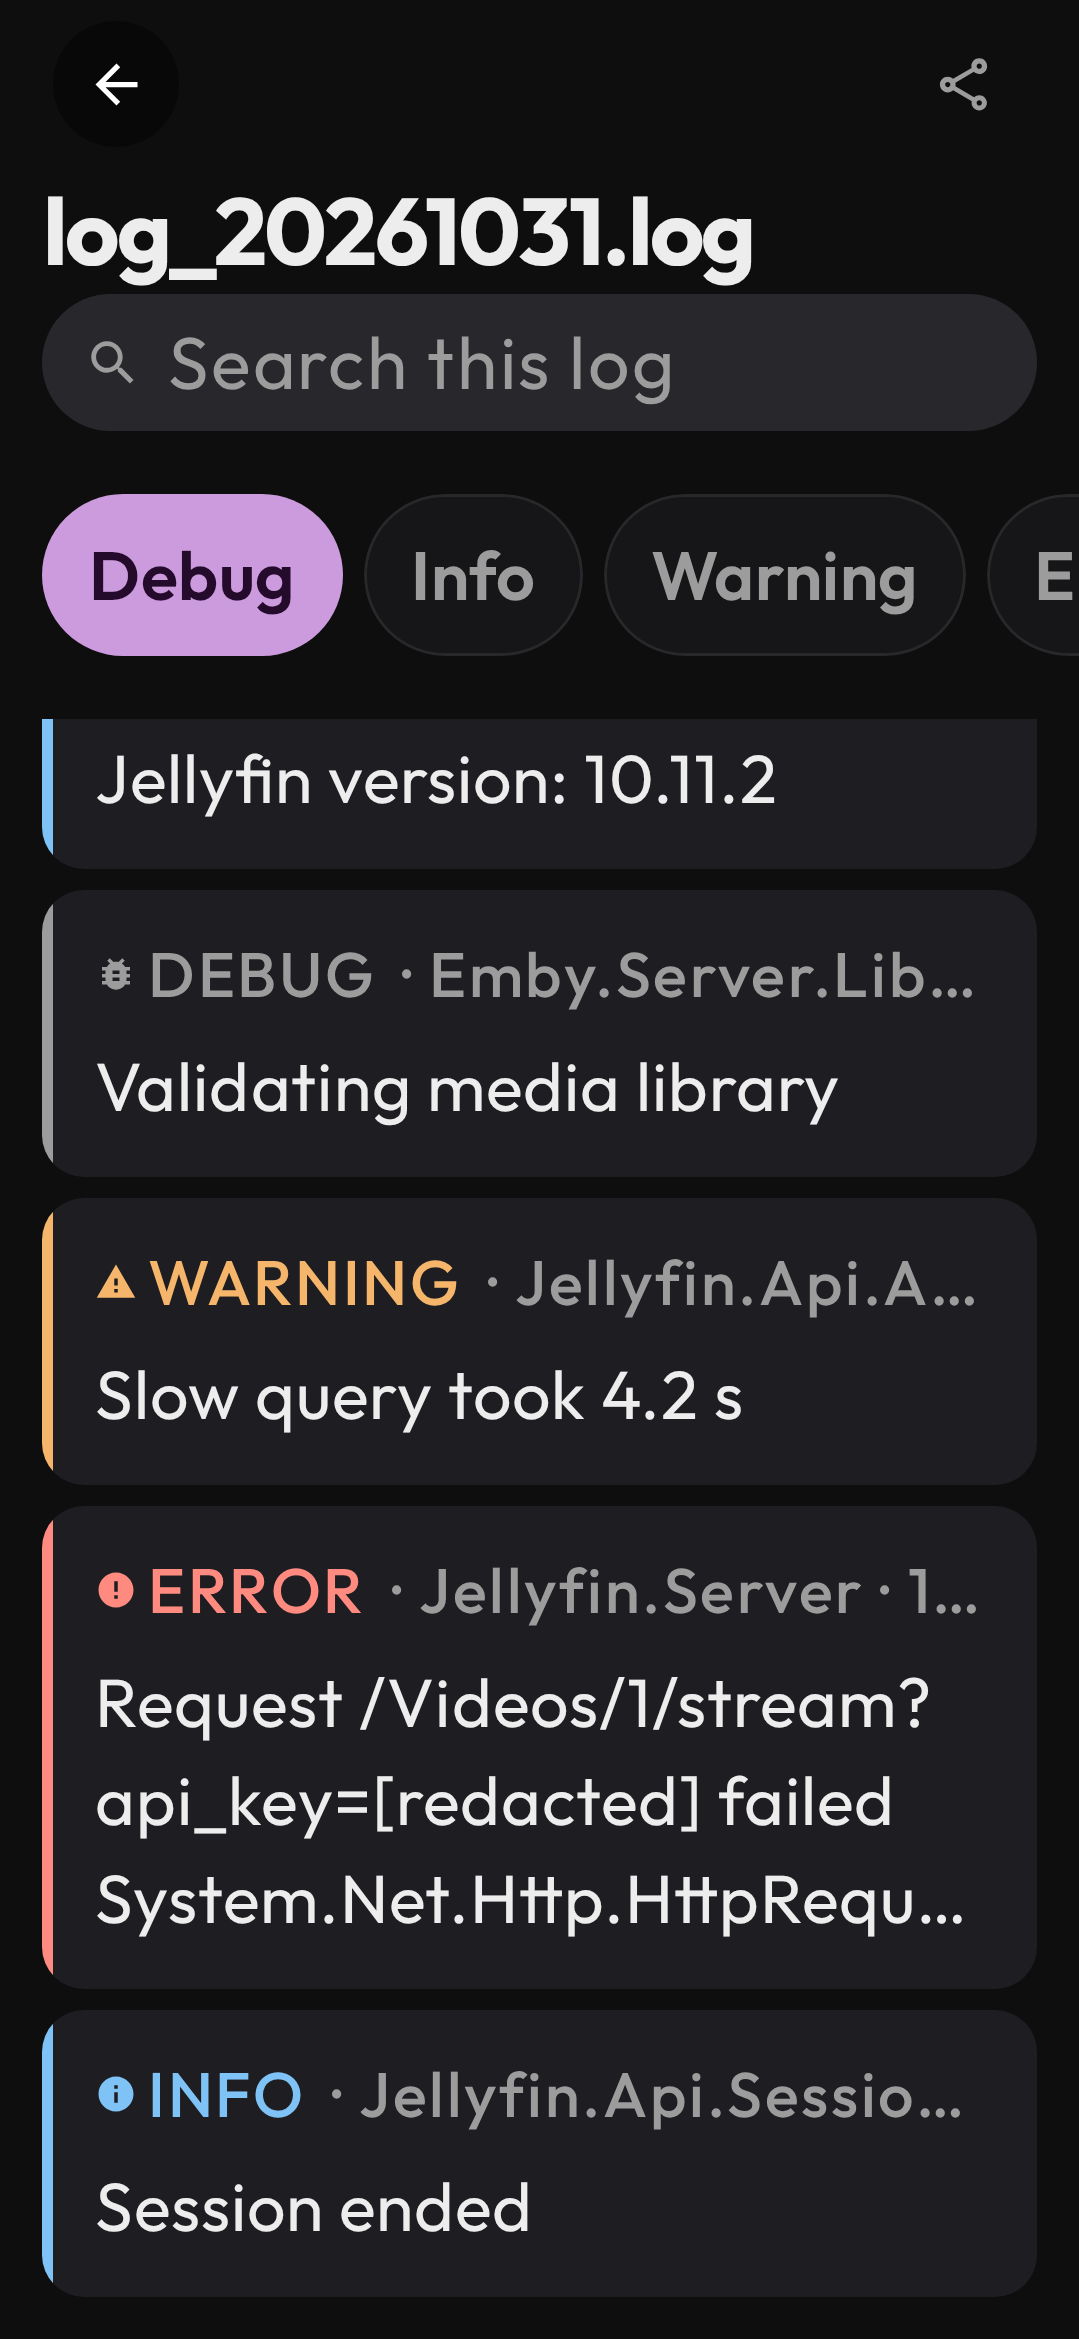 log_20261031.log
Search this log
Debug Info Warning E
Jellyfin version: 10.11.2
DEBUG · Emby.Server.Lib...
Validating media library
WARNING · Jellyfin.Api.A...
Slow query took 4.2 s
ERROR · Jellyfin.Server · 1...
Request /Videos/1/stream?
api_key=[redacted] failed
System.Net.Http.HttpRequ...
INFO · Jellyfin.Api.Sessio...
Session ended